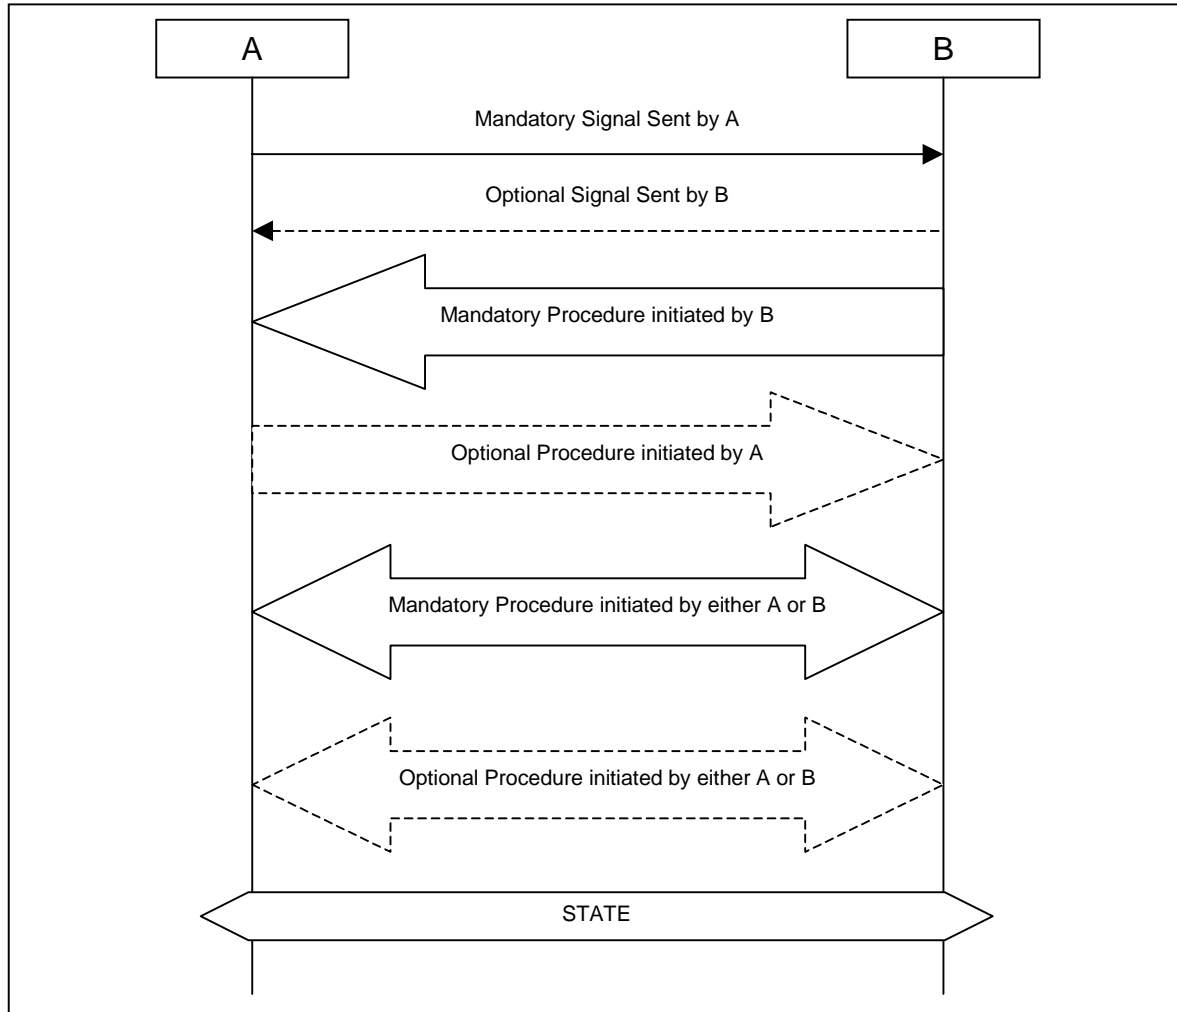 A
B
Mandatory Signal Sent by A
Optional Signal Sent by B
Mandatory Procedure initiated by B
Optional Procedure initiated by A
Mandatory Procedure initiated by either A or B
Optional Procedure initiated by either A or B
STATE